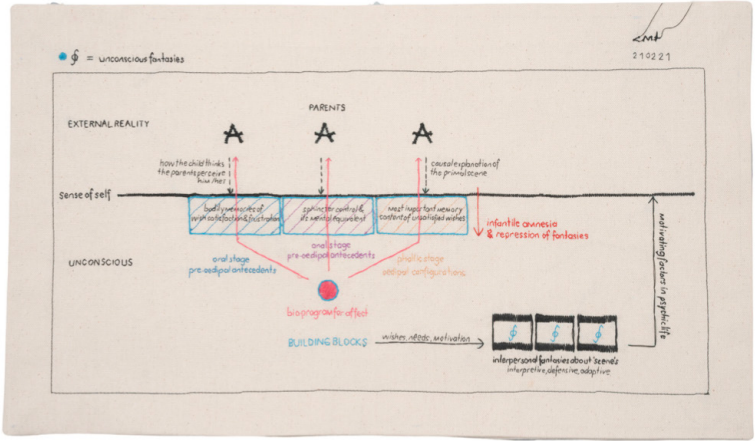 ∮ = unconscious fantasies
210221
PARENTS
EXTERNAL REALITY
A A A
how the child thinks
the parents perceive
him/her
causal explanation of
the primal scene
sense of self
bodily memories of
wish satisfaction & frustration
sphincter control &
its mental equivalent
most important memory
content of unsatisfied wishes
infantile amnesia
& repression of fantasies
anal stage
pre-oedipal antecedents
oral stage
pre-oedipal antecedents
phallic stage
oedipal configurations
UNCONSCIOUS
bioprogram for affect
BUILDING BLOCKS
wishes, needs, motivation
∮ ∮ ∮
interpersonal fantasies about 'scene's
interpretive, defensive, adaptive
motivating factors in psychic life